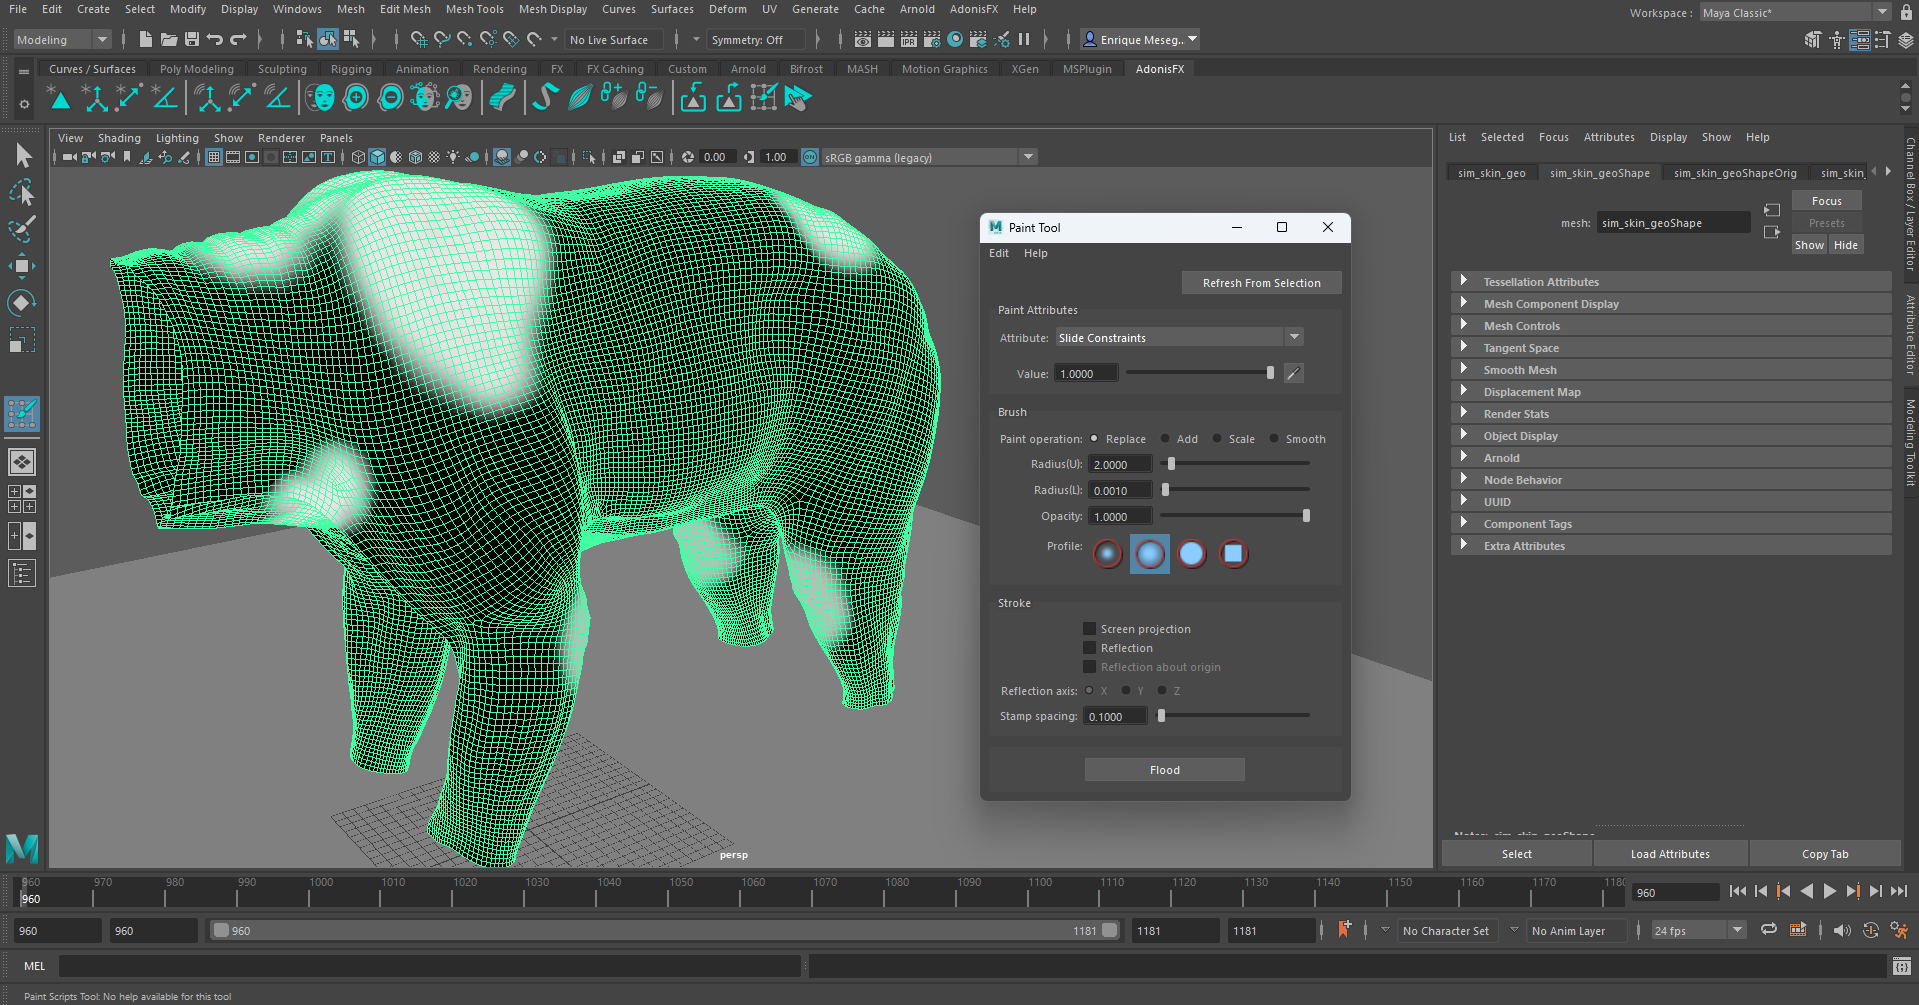 File Edit Create Select Modify Display Windows Mesh Edit Mesh Mesh Tools Mesh Display Curves Surfaces Deform UV Generate Cache Arnold AdonisFX Help
Workspace : Maya Classic*
Modeling No Live Surface Symmetry: Off IPR Enrique Meseg...
Curves / Surfaces Poly Modeling Sculpting Rigging Animation Rendering FX FX Caching Custom Arnold Bifrost MASH Motion Graphics XGen MSPlugin AdonisFX
View Shading Lighting Show Renderer Panels
0.00 1.00 ON sRGB gamma (legacy)
List Selected Focus Attributes Display Show Help
sim_skin_geo sim_skin_geoShape sim_skin_geoShapeOrig sim_skin_
Focus
mesh: sim_skin_geoShape
Presets
Show Hide
Tessellation Attributes
Mesh Component Display
Mesh Controls
Tangent Space
Smooth Mesh
Displacement Map
Render Stats
Object Display
Arnold
Node Behavior
UUID
Component Tags
Extra Attributes
Notes: sim_skin_geoShape
Select Load Attributes Copy Tab
Channel Box / Layer Editor
Attribute Editor
Modeling Toolkit
Paint Tool
Edit Help
Refresh From Selection
Paint Attributes
Attribute: Slide Constraints
Value: 1.0000
Brush
Paint operation: Replace Add Scale Smooth
Radius(U): 2.0000
Radius(L): 0.0010
Opacity: 1.0000
Profile:
Stroke
Screen projection
Reflection
Reflection about origin
Reflection axis: X Y Z
Stamp spacing: 0.1000
Flood
persp
960 970 980 990 1000 1010 1020 1030 1040 1050 1060 1070 1080 1090 1100 1110 1120 1130 1140 1150 1160 1170 1180
960
960
960 960 960 1181 1181 1181 No Character Set No Anim Layer 24 fps
MEL
Paint Scripts Tool: No help available for this tool